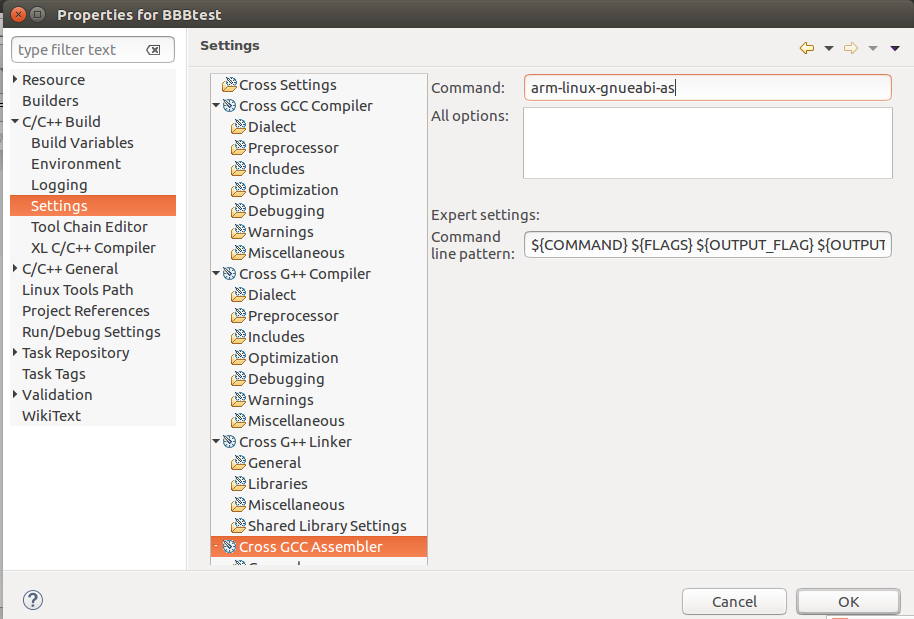 Properties for BBBtest
type filter text
Resource
Builders
C/C++ Build
Build Variables
Environment
Logging
Settings
Tool Chain Editor
XL C/C++ Compiler
C/C++ General
Linux Tools Path
Project References
Run/Debug Settings
Task Repository
Task Tags
Validation
WikiText
Settings
Cross Settings
Cross GCC Compiler
Dialect
Preprocessor
Includes
Optimization
Debugging
Warnings
Miscellaneous
Cross G++ Compiler
Dialect
Preprocessor
Includes
Optimization
Debugging
Warnings
Miscellaneous
Cross G++ Linker
General
Libraries
Miscellaneous
Shared Library Settings
Cross GCC Assembler
Command: arm-linux-gnueabi-as
All options:
Expert settings:
Command
line pattern: ${COMMAND} ${FLAGS} ${OUTPUT_FLAG} ${OUTPUT
?
Cancel
OK